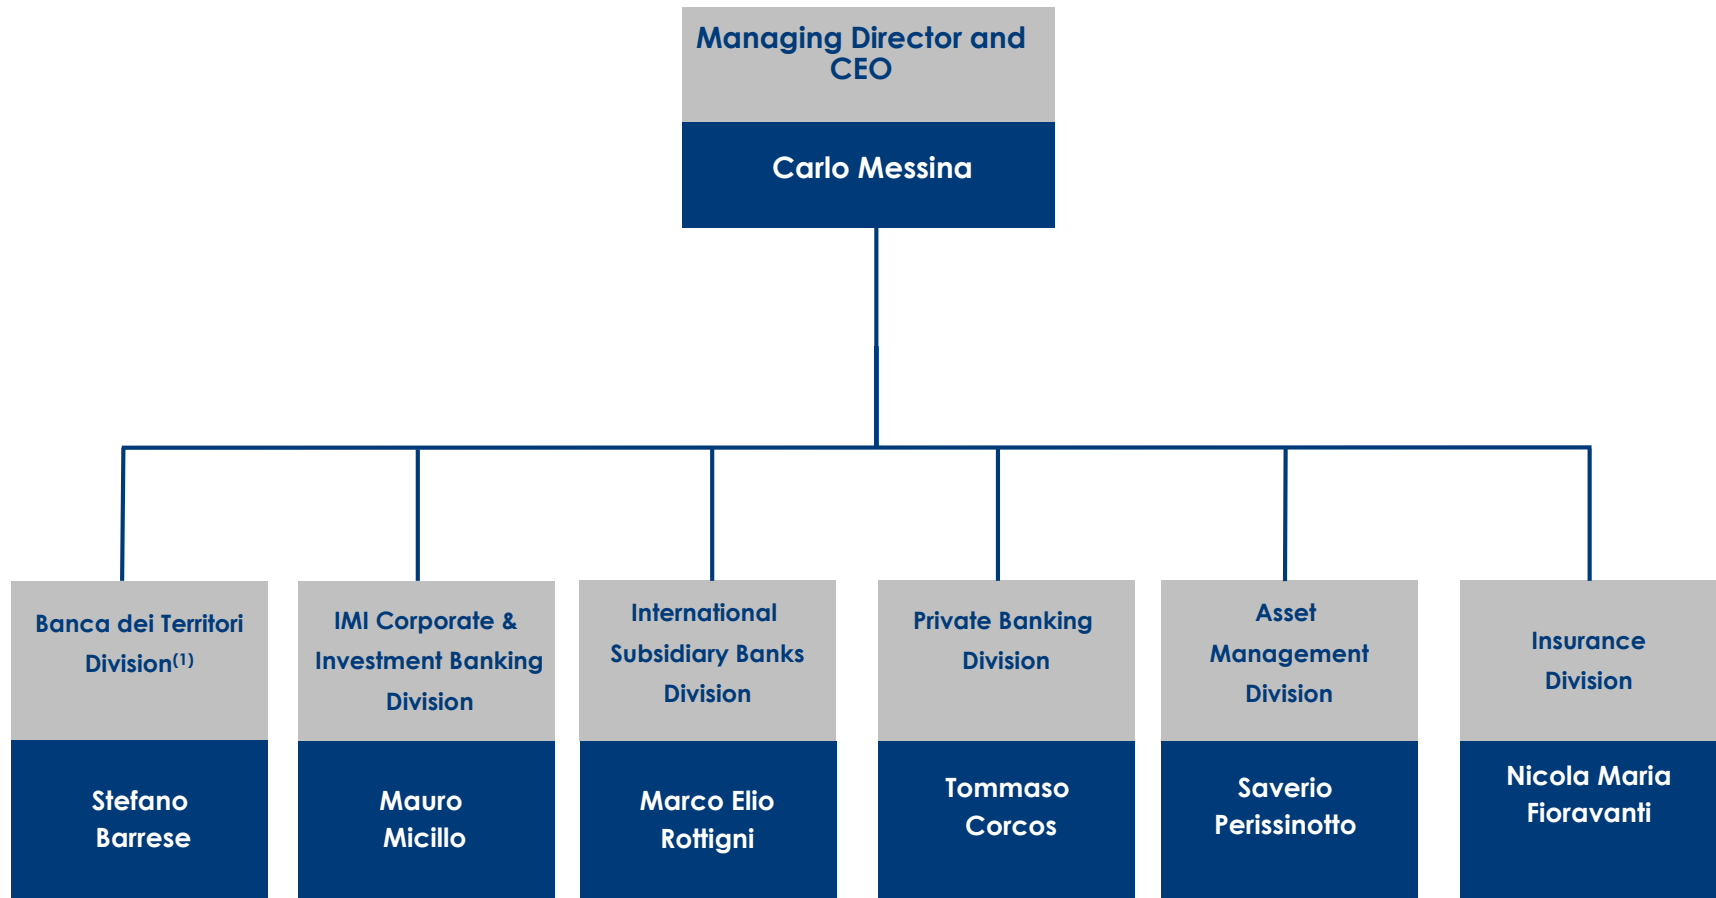 Managing Director and
CEO
Carlo Messina
Banca dei Territori
Division(1)
Stefano
Barrese
IMI Corporate &
Investment Banking
Division
Mauro
Micillo
International
Subsidiary Banks
Division
Marco Elio
Rottigni
Private Banking
Division
Tommaso
Corcos
Asset
Management
Division
Saverio
Perissinotto
Insurance
Division
Nicola Maria
Fioravanti